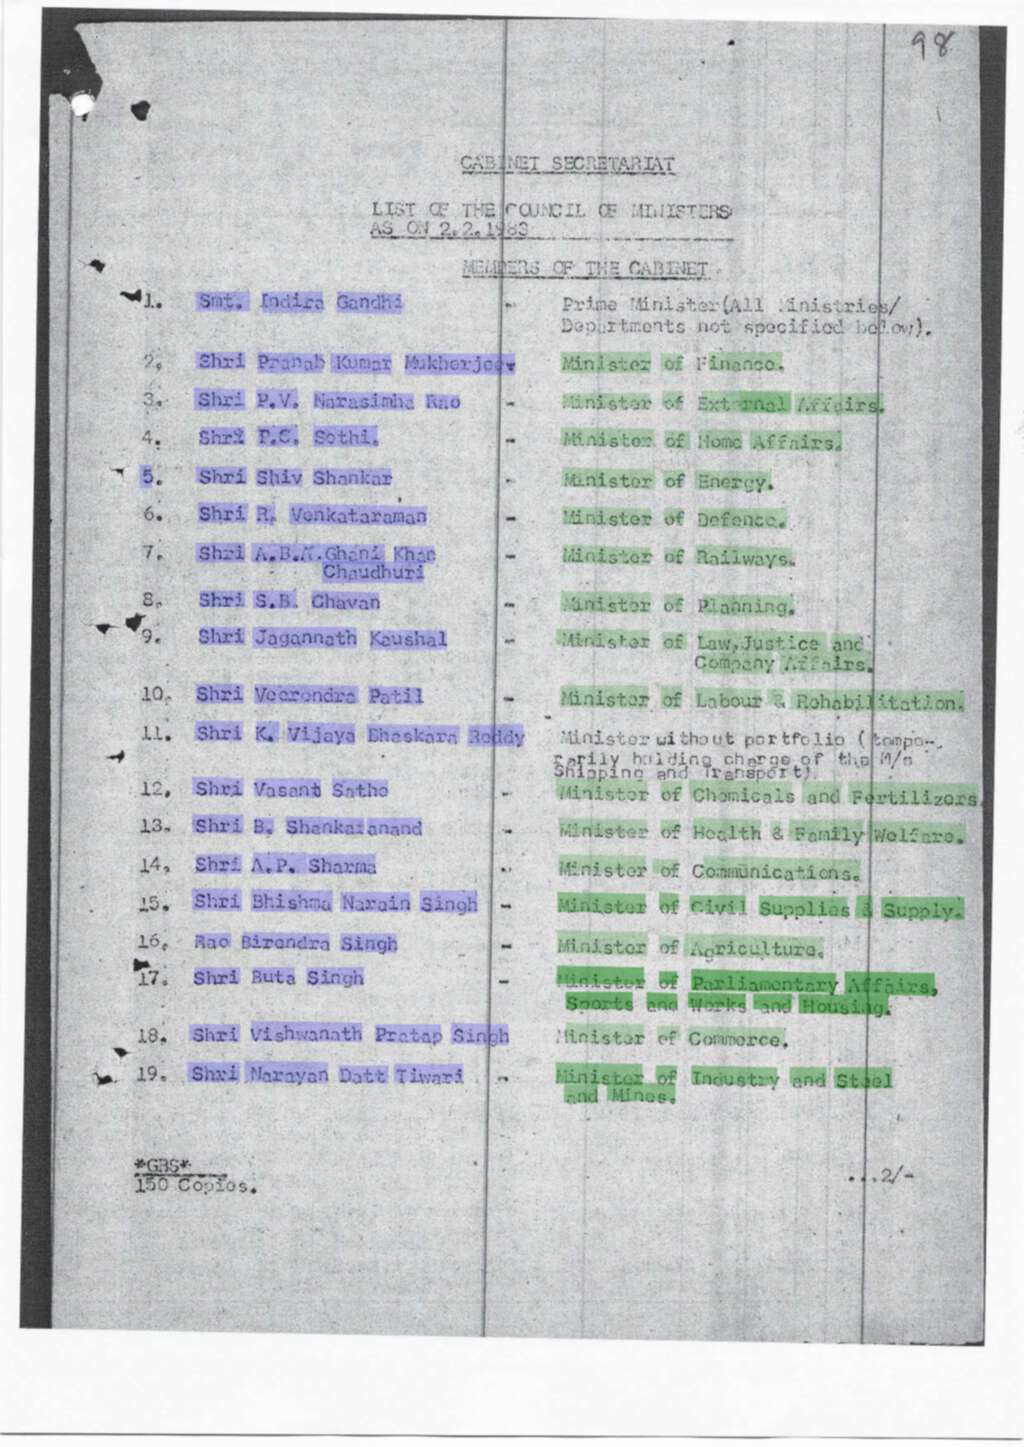 98
CABINET SECRETARIAT
LIST OF THE COUNCIL OF MINISTERS
AS ON 2.2.1983
MEMBERS OF THE CABINET.
1. Smt. Indira Gandhi - Prime Minister(All Ministries/
Departments not specified below).
2. Shri Pranab Kumar Mukherjee. Minister of Finance.
3. Shri P.V. Narasimha Rao - Minister of External Affairs.
4. Shri P.C. Sethi. - Minister of Home Affairs.
5. Shri Shiv Shankar - Minister of Energy.
6. Shri R. Venkataraman - Minister of Defence.
7. Shri A.B.A.Ghani Khan - Minister of Railways.
Chaudhuri
8. Shri S.B. Chavan - Minister of Planning.
9. Shri Jagannath Kaushal - Minister of Law,Justice and
Company Affairs.
10. Shri Veerendra Patil - Minister of Labour & Rehabilitation.
11. Shri K. Vijaya Bhaskara Reddy Minister without portfolio (tempo-
rarily holding charge of the M/o
Shipping and Transport).
12. Shri Vasant Sathe - Minister of Chemicals and Fertilizers.
13. Shri B. Shankaranand - Minister of Health & Family Welfare.
14. Shri A.P. Sharma - Minister of Communications.
15. Shri Bhishma Narain Singh - Minister of Civil Supplies & Supply.
16. Rao Birendra Singh - Minister of Agriculture.
17. Shri Buta Singh - Minister of Parliamentary Affairs,
Sports and Works and Housing.
18. Shri Vishwanath Pratap Singh Minister of Commerce.
19. Shri Narayan Datt Tiwari - Minister of Industry and Steel
and Mines.
*GBS*
150 Copies.
...2/-